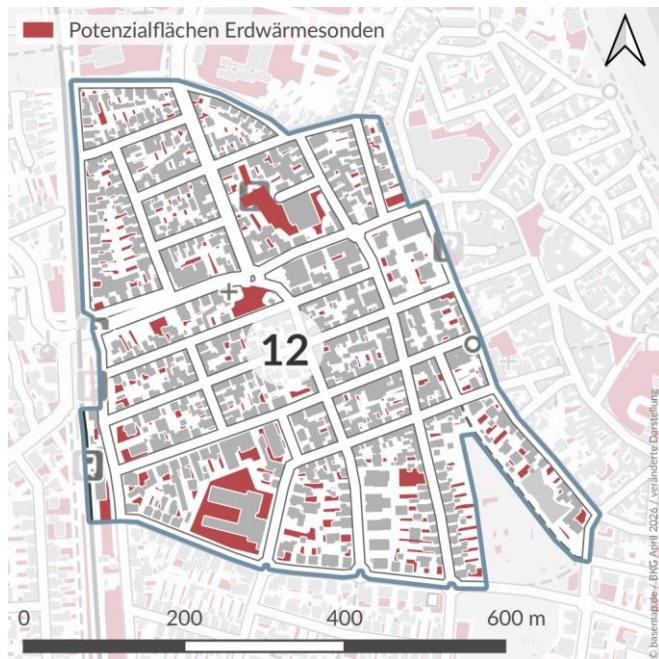 Potenzialflächen Erdwärmesonden
12
0 200 400 600 m
© basemap.de / BKG April 2026 / veränderte Darstellung